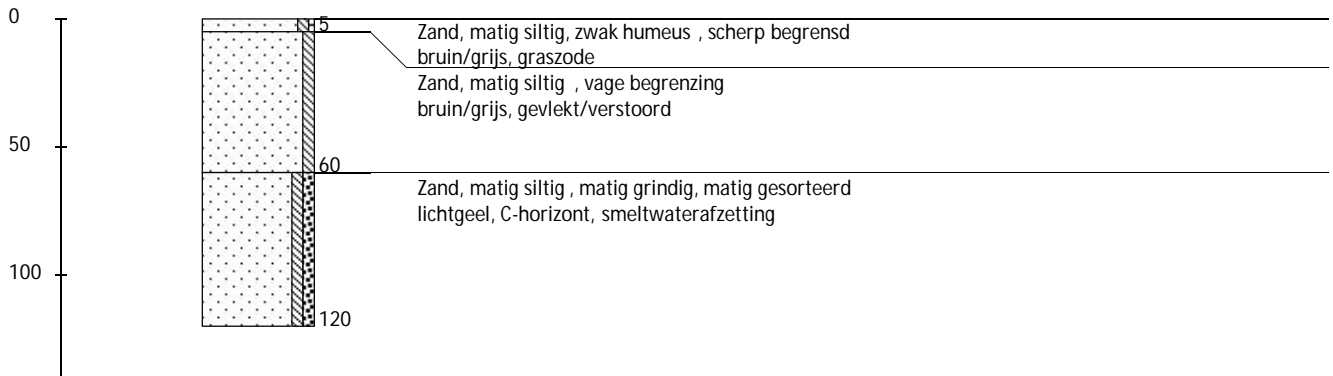 0
5
Zand, matig siltig, zwak humeus , scherp begrensd
bruin/grijs, graszode
Zand, matig siltig , vage begrenzing
bruin/grijs, gevlekt/verstoord
50
60
Zand, matig siltig , matig grindig, matig gesorteerd
lichtgeel, C-horizont, smeltwaterafzetting
100
120